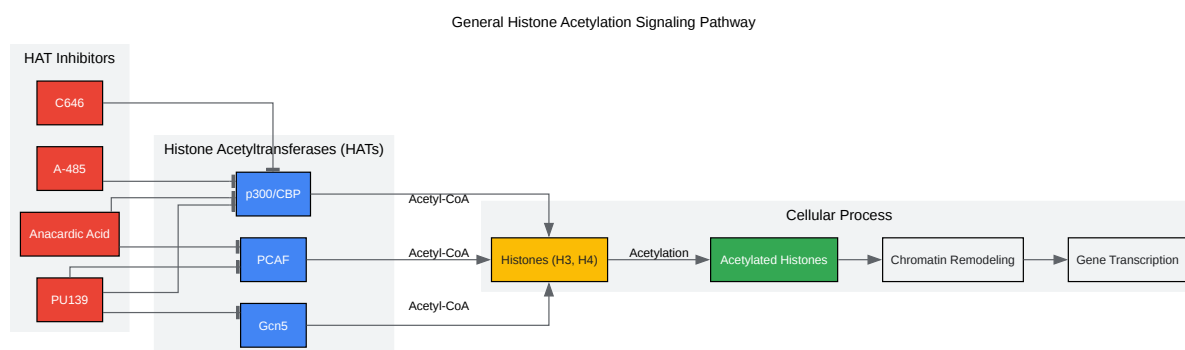 General Histone Acetylation Signaling Pathway
HAT Inhibitors
C646
A-485
Anacardic Acid
PU139
Histone Acetyltransferases (HATs)
p300/CBP
PCAF
Gcn5
Acetyl-CoA
Acetyl-CoA
Acetyl-CoA
Cellular Process
Histones (H3, H4)
Acetylation
Acetylated Histones
Chromatin Remodeling
Gene Transcription